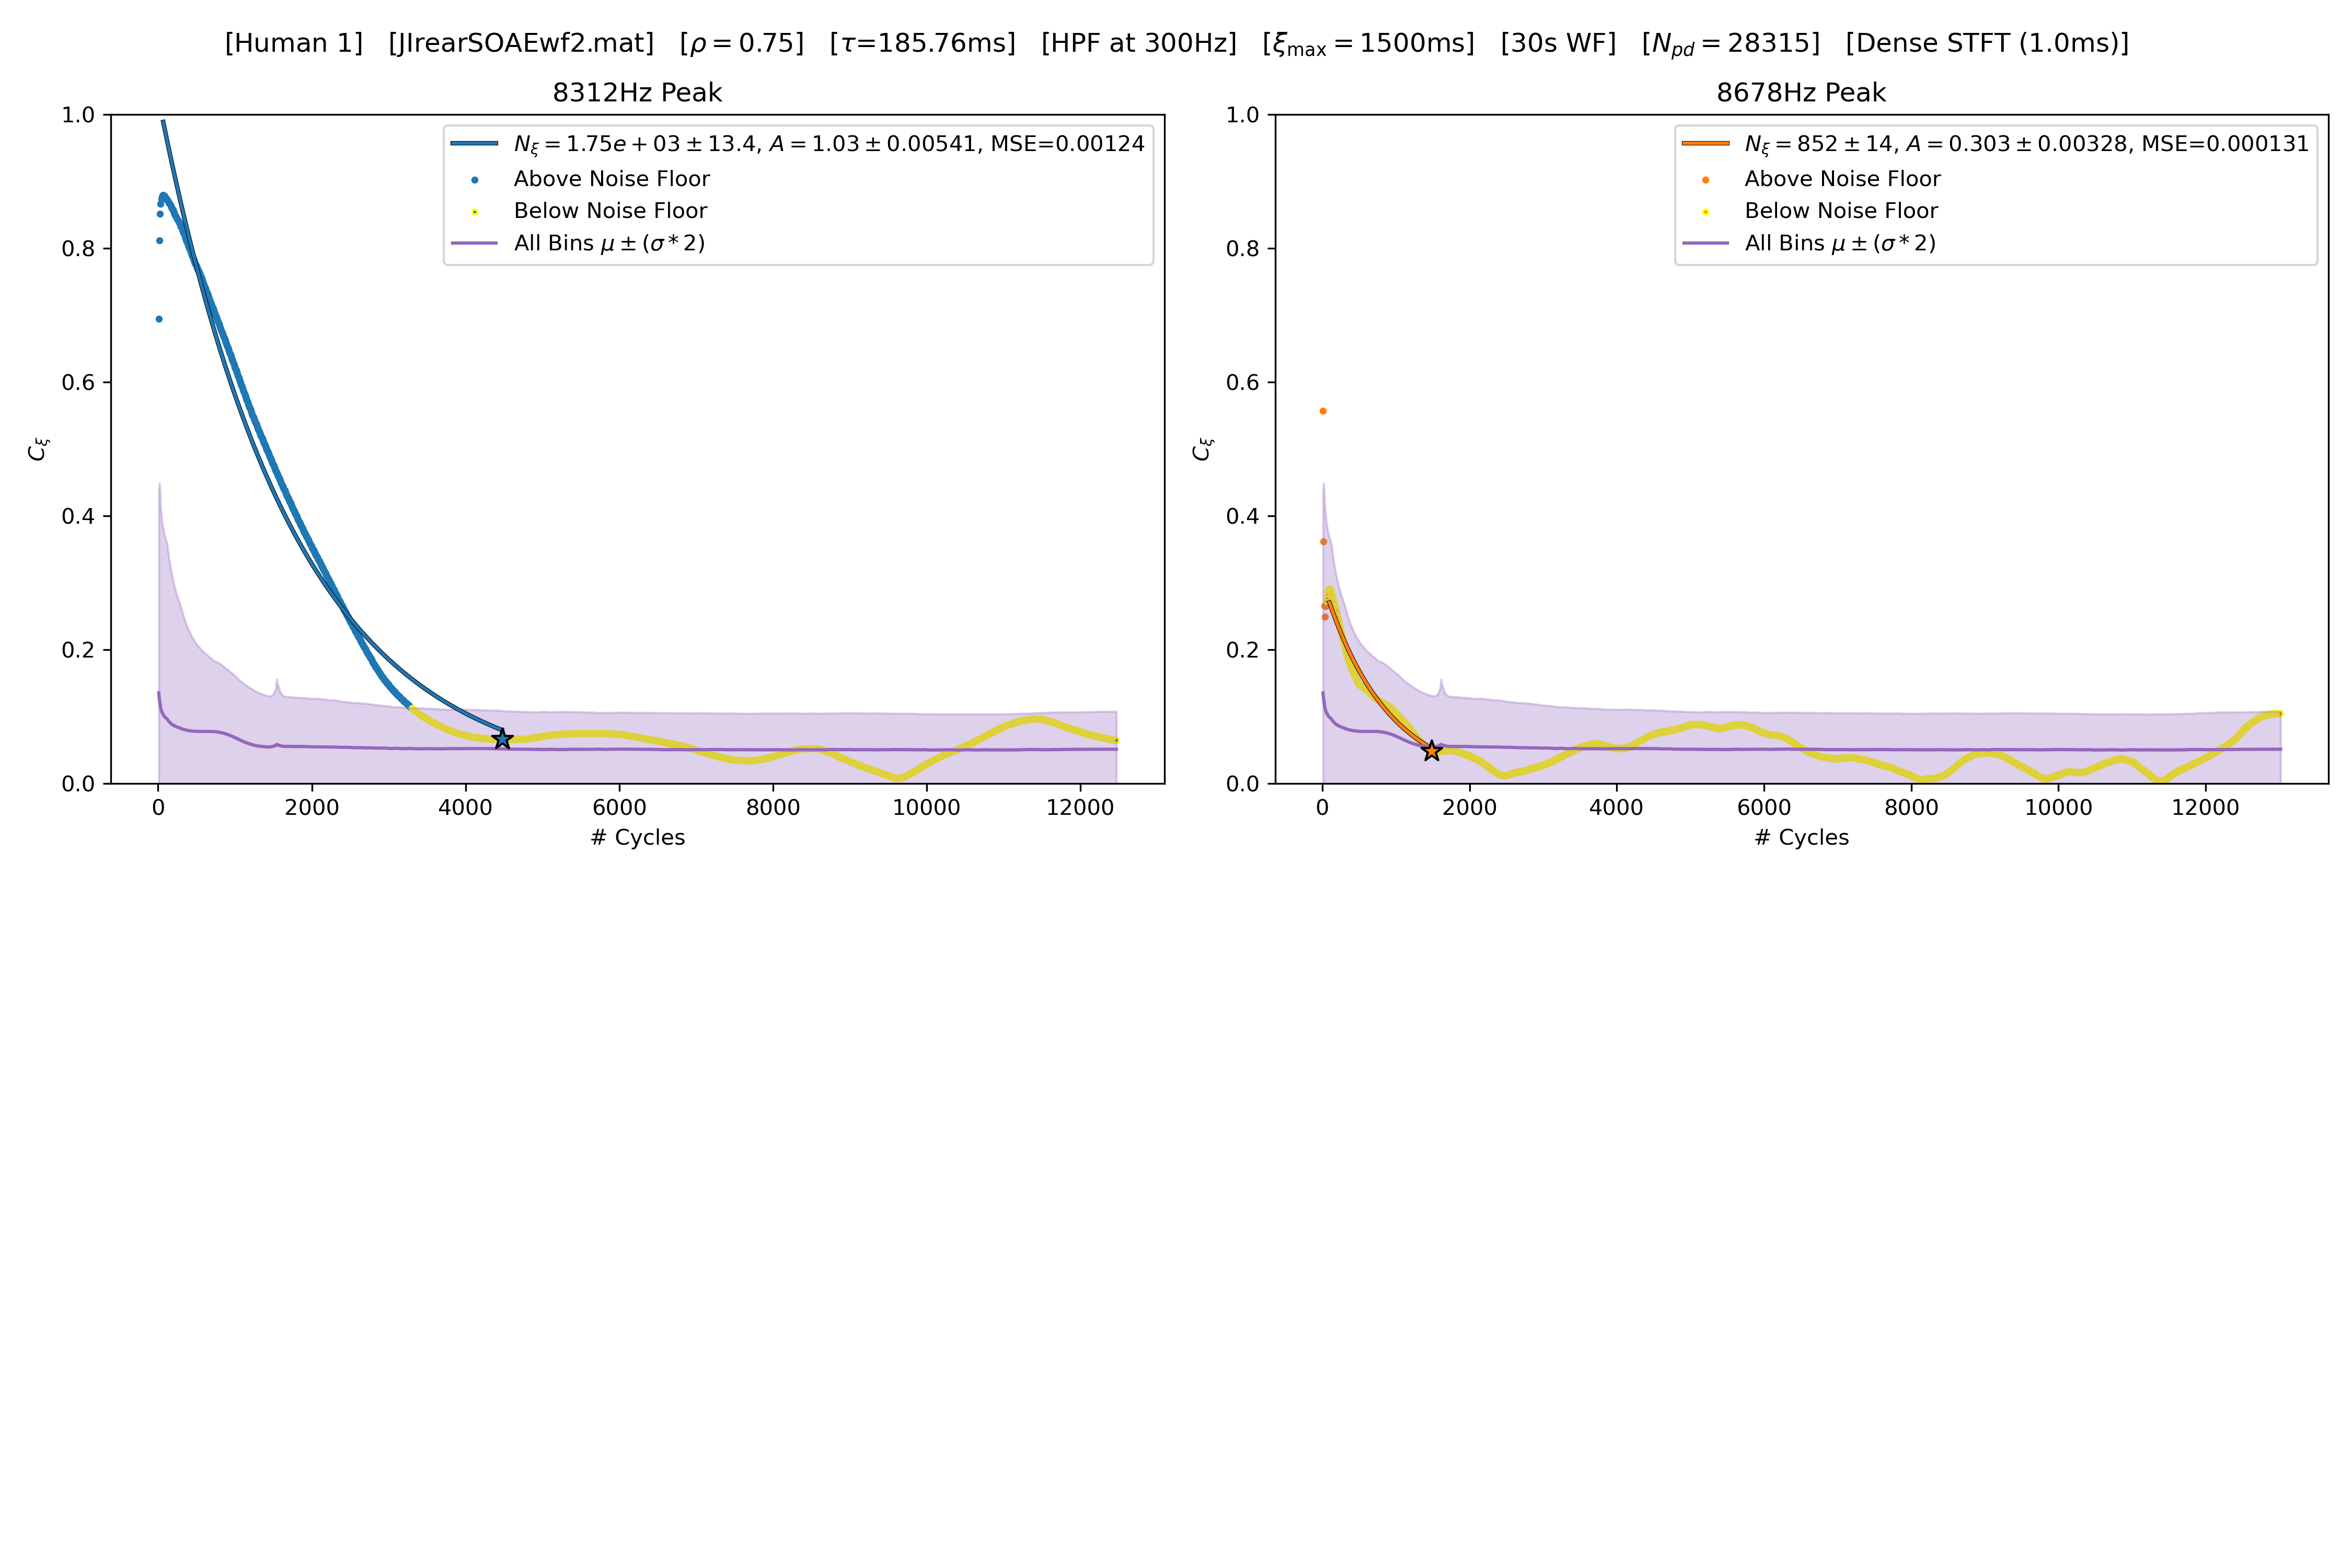 [Human 1] [JIrearSOAEwf2.mat] [ρ = 0.75] [τ=185.76ms] [HPF at 300Hz] [ξmax = 1500ms] [30s WF] [Npd = 28315] [Dense STFT (1.0ms)]
8312Hz Peak
Nξ = 1.75e + 03 ± 13.4, A = 1.03 ± 0.00541, MSE=0.00124
Above Noise Floor
Below Noise Floor
All Bins μ ± (σ * 2)
1.0
0.8
0.6
0.4
0.2
0.0
Cξ
0 2000 4000 6000 8000 10000 12000
# Cycles
8678Hz Peak
Nξ = 852 ± 14, A = 0.303 ± 0.00328, MSE=0.000131
Above Noise Floor
Below Noise Floor
All Bins μ ± (σ * 2)
1.0
0.8
0.6
0.4
0.2
0.0
Cξ
0 2000 4000 6000 8000 10000 12000
# Cycles